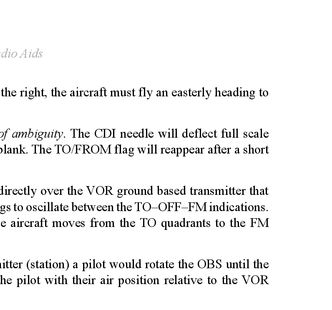 dio Aids
the right, the aircraft must fly an easterly heading to
of ambiguity. The CDI needle will deflect full scale
blank. The TO/FROM flag will reappear after a short
directly over the VOR ground based transmitter that
gs to oscillate between the TO–OFF–FM indications.
e aircraft moves from the TO quadrants to the FM
itter (station) a pilot would rotate the OBS until the
he pilot with their air position relative to the VOR